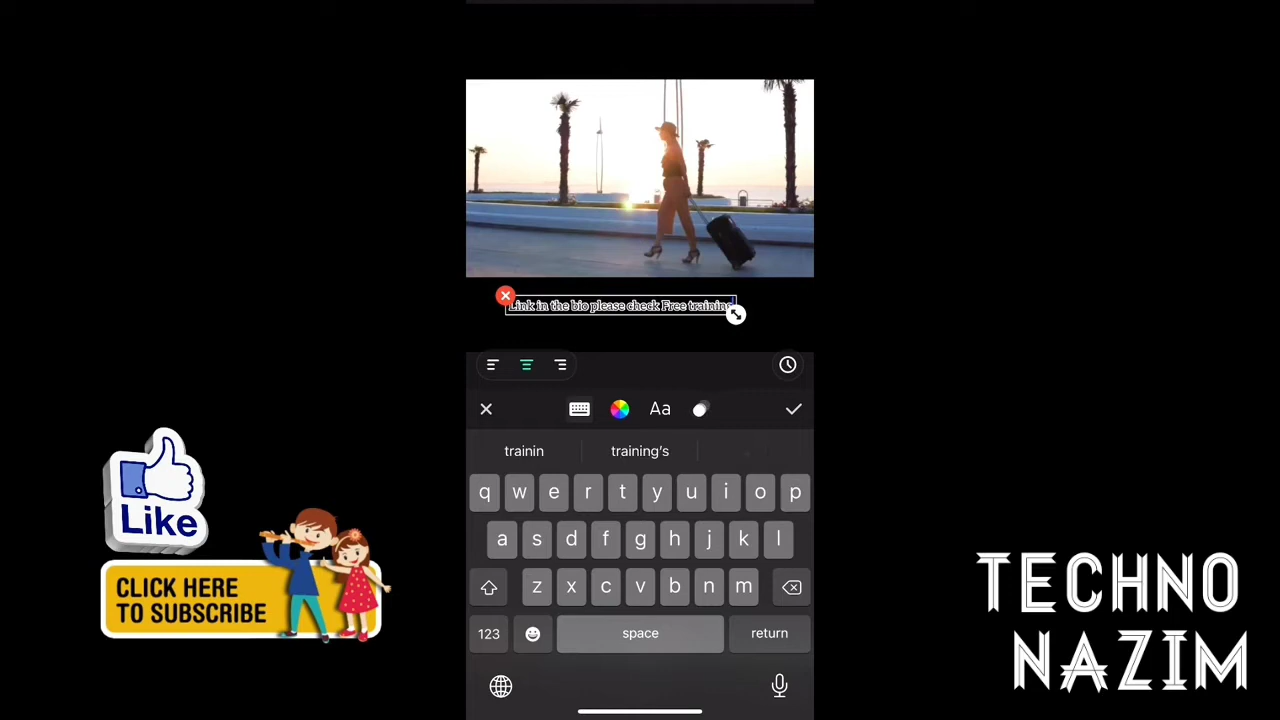 Link in the bio please check Free training
Aa
trainin training's
q w e r t y u i o p
a s d f g h j k l
z x c v b n m
123 space return
Like
CLICK HERE
TO SUBSCRIBE
TECHNO
NAZIM